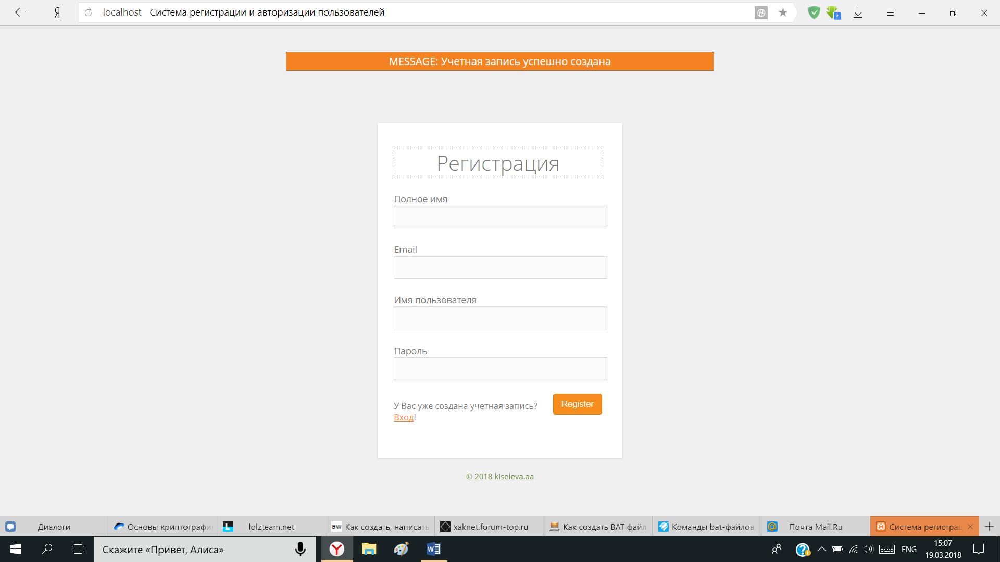 Я
localhost Система регистрации и авторизации пользователей
MESSAGE: Учетная запись успешно создана
Регистрация
Полное имя
Email
Имя пользователя
Пароль
У Вас уже создана учетная запись?
Вход!
Register
© 2018 kiseleva.aa
Диалоги
Основы криптографи
lolzteam.net
aw Как создать, написать
xaknet.forum-top.ru
Как создать BAT файл
Команды bat-файлов.
Почта Mail.Ru
Система регистрац
Скажите «Привет, Алиса»
ENG
15:07
19.03.2018